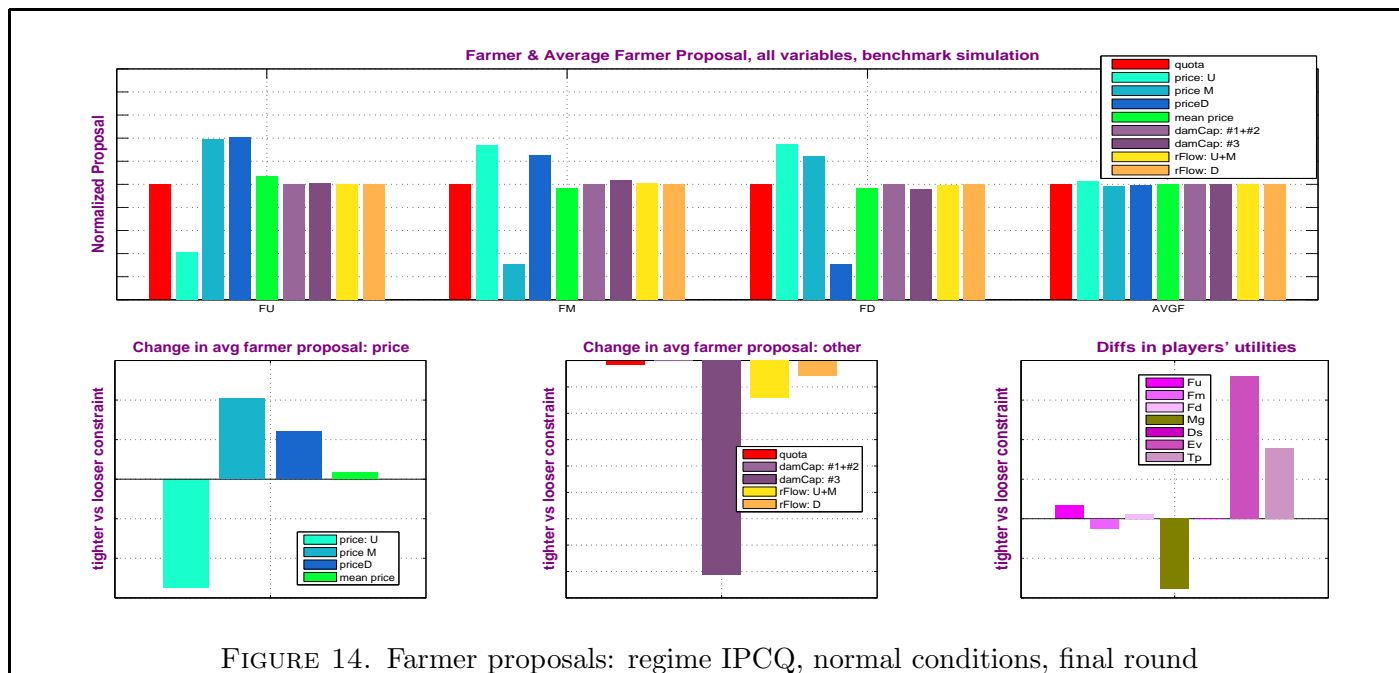 Farmer & Average Farmer Proposal, all variables, benchmark simulation
Normalized Proposal
quota
price: U
price M
priceD
mean price
damCap: #1+#2
damCap: #3
rFlow: U+M
rFlow: D
FU
FM
FD
AVGF
Change in avg farmer proposal: price
tighter vs looser constraint
price: U
price M
priceD
mean price
Change in avg farmer proposal: other
tighter vs looser constraint
quota
damCap: #1+#2
damCap: #3
rFlow: U+M
rFlow: D
Diffs in players' utilities
tighter vs looser constraint
Fu
Fm
Fd
Mg
Ds
Ev
Tp
FIGURE 14. Farmer proposals: regime IPCQ, normal conditions, final round